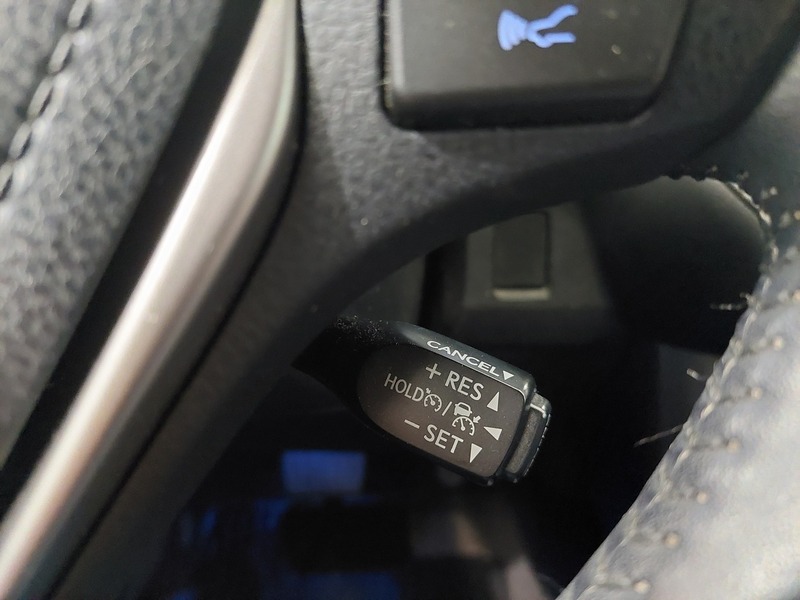 CANCEL▼
+ RES ▲
HOLD /
− SET ▼